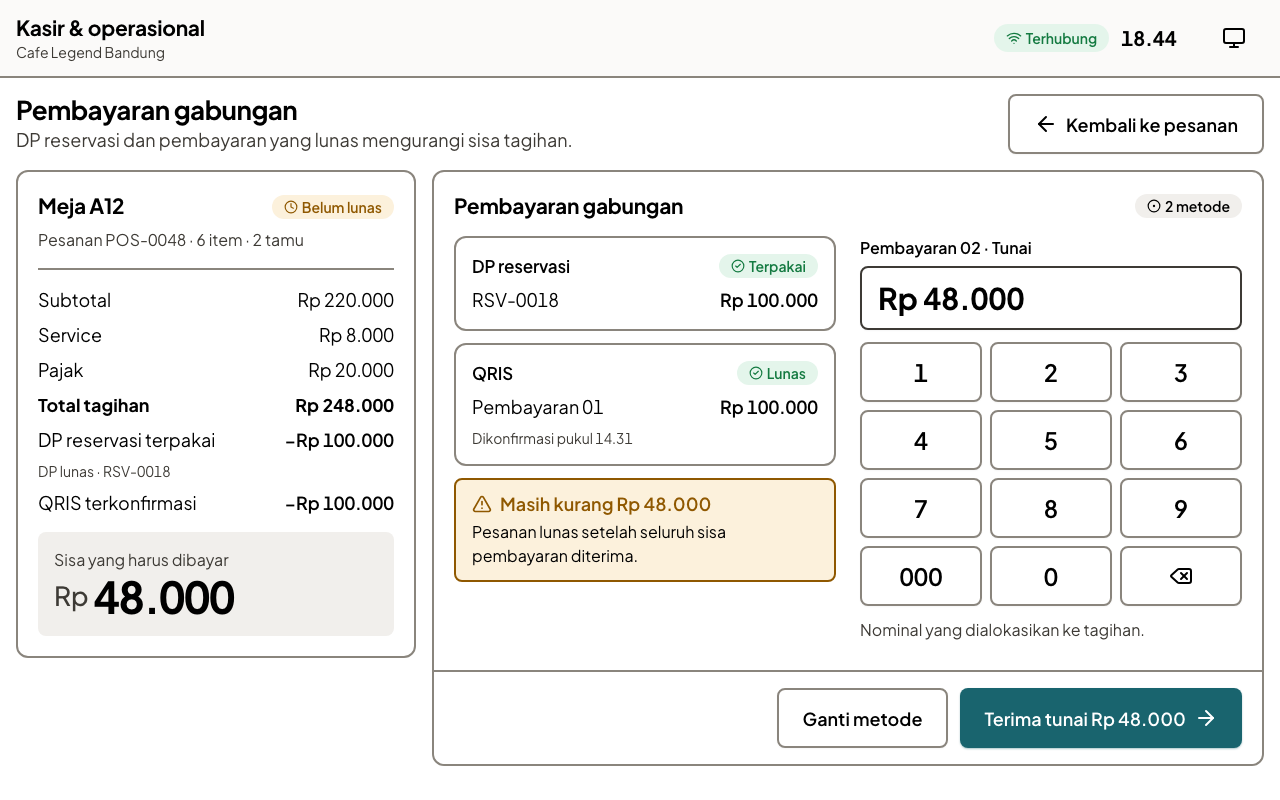 Kasir & operasional
Cafe Legend Bandung
Terhubung
18.44
Pembayaran gabungan
DP reservasi dan pembayaran yang lunas mengurangi sisa tagihan.
Kembali ke pesanan
Meja A12
Belum lunas
Pesanan POS-0048 · 6 item · 2 tamu
Subtotal Rp 220.000
Service Rp 8.000
Pajak Rp 20.000
Total tagihan Rp 248.000
DP reservasi terpakai −Rp 100.000
DP lunas · RSV-0018
QRIS terkonfirmasi −Rp 100.000
Sisa yang harus dibayar
Rp 48.000
Pembayaran gabungan
2 metode
DP reservasi Terpakai
RSV-0018 Rp 100.000
QRIS Lunas
Pembayaran 01 Rp 100.000
Dikonfirmasi pukul 14.31
Masih kurang Rp 48.000
Pesanan lunas setelah seluruh sisa
pembayaran diterima.
Pembayaran 02 · Tunai
Rp 48.000
1 2 3
4 5 6
7 8 9
000 0
Nominal yang dialokasikan ke tagihan.
Ganti metode
Terima tunai Rp 48.000